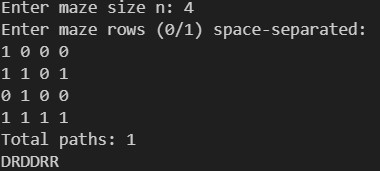 Enter maze size n: 4
Enter maze rows (0/1) space-separated:
1 0 0 0
1 1 0 1
0 1 0 0
1 1 1 1
Total paths: 1
DRDDRR